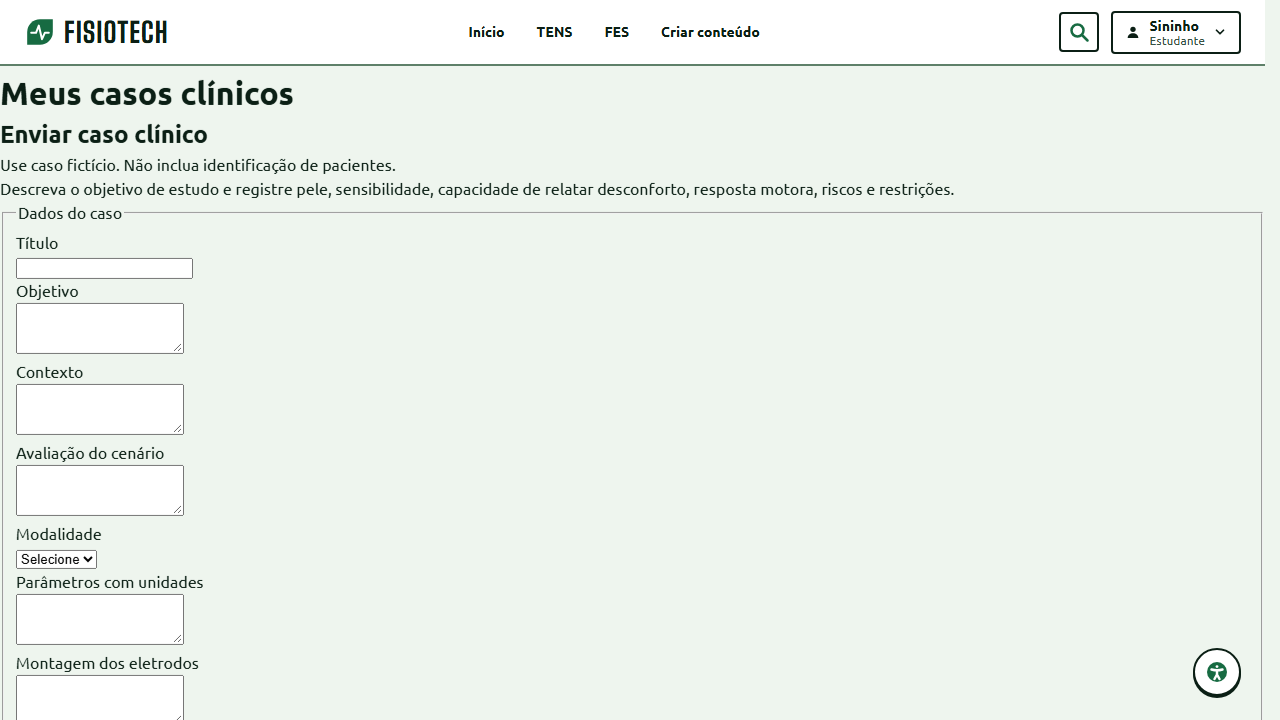 FISIOTECH
Início TENS FES Criar conteúdo
Sininho
Estudante
Meus casos clínicos
Enviar caso clínico
Use caso fictício. Não inclua identificação de pacientes.
Descreva o objetivo de estudo e registre pele, sensibilidade, capacidade de relatar desconforto, resposta motora, riscos e restrições.
Dados do caso
Título
Objetivo
Contexto
Avaliação do cenário
Modalidade
Selecione
Parâmetros com unidades
Montagem dos eletrodos